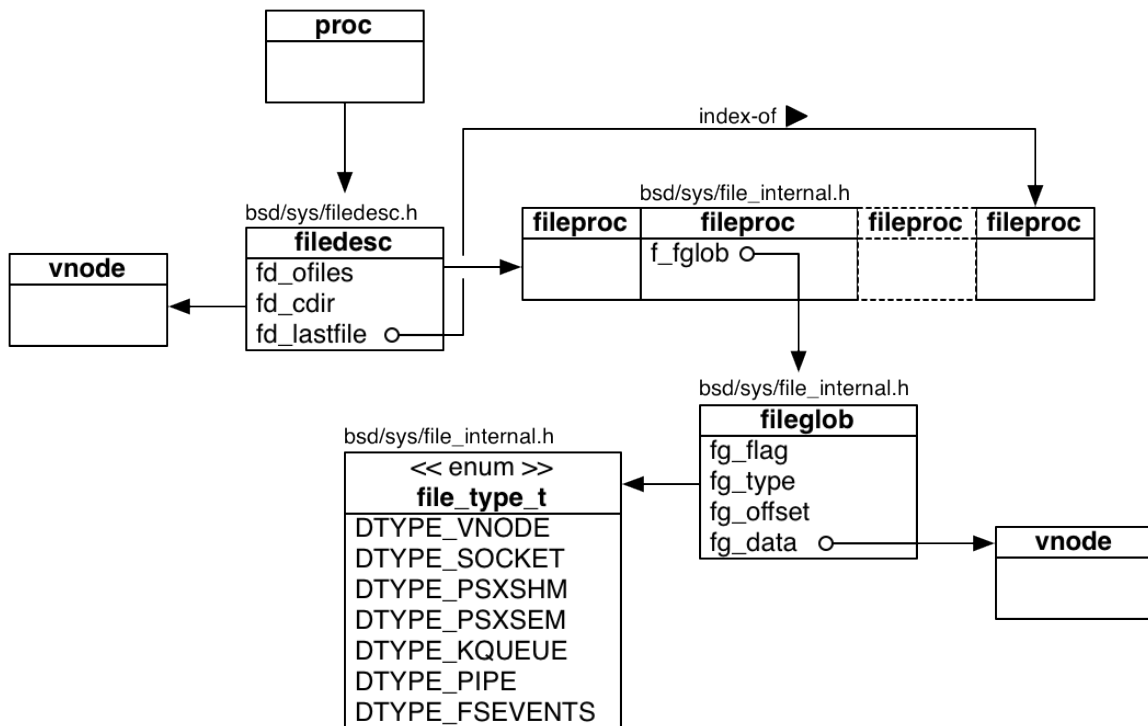 proc
index-of
bsd/sys/file_internal.h
bsd/sys/filedesc.h
fileproc fileproc fileproc fileproc
filedesc
f_fglob
vnode
fd_ofiles
fd_cdir
fd_lastfile
bsd/sys/file_internal.h
fileglob
bsd/sys/file_internal.h
fg_flag
<< enum >>
fg_type
file_type_t
fg_offset
DTYPE_VNODE
fg_data
vnode
DTYPE_SOCKET
DTYPE_PSXSHM
DTYPE_PSXSEM
DTYPE_KQUEUE
DTYPE_PIPE
DTYPE_FSEVENTS